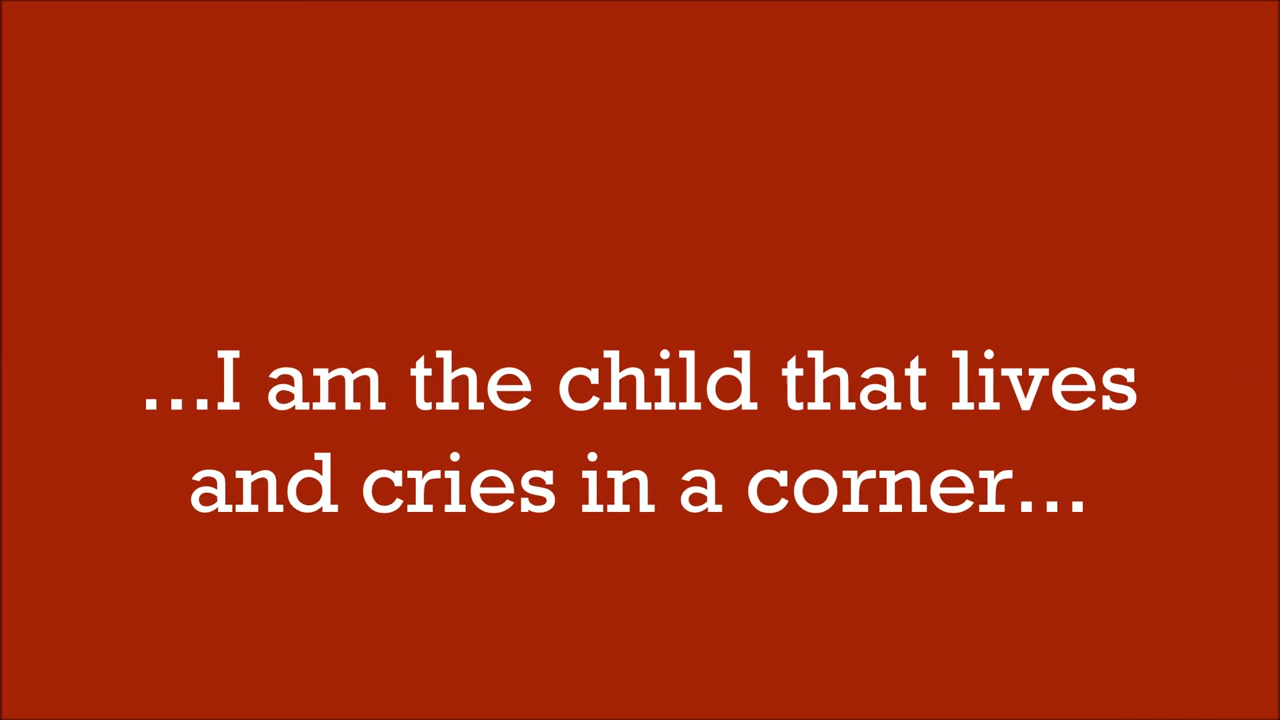 ...I am the child that lives
and cries in a corner...